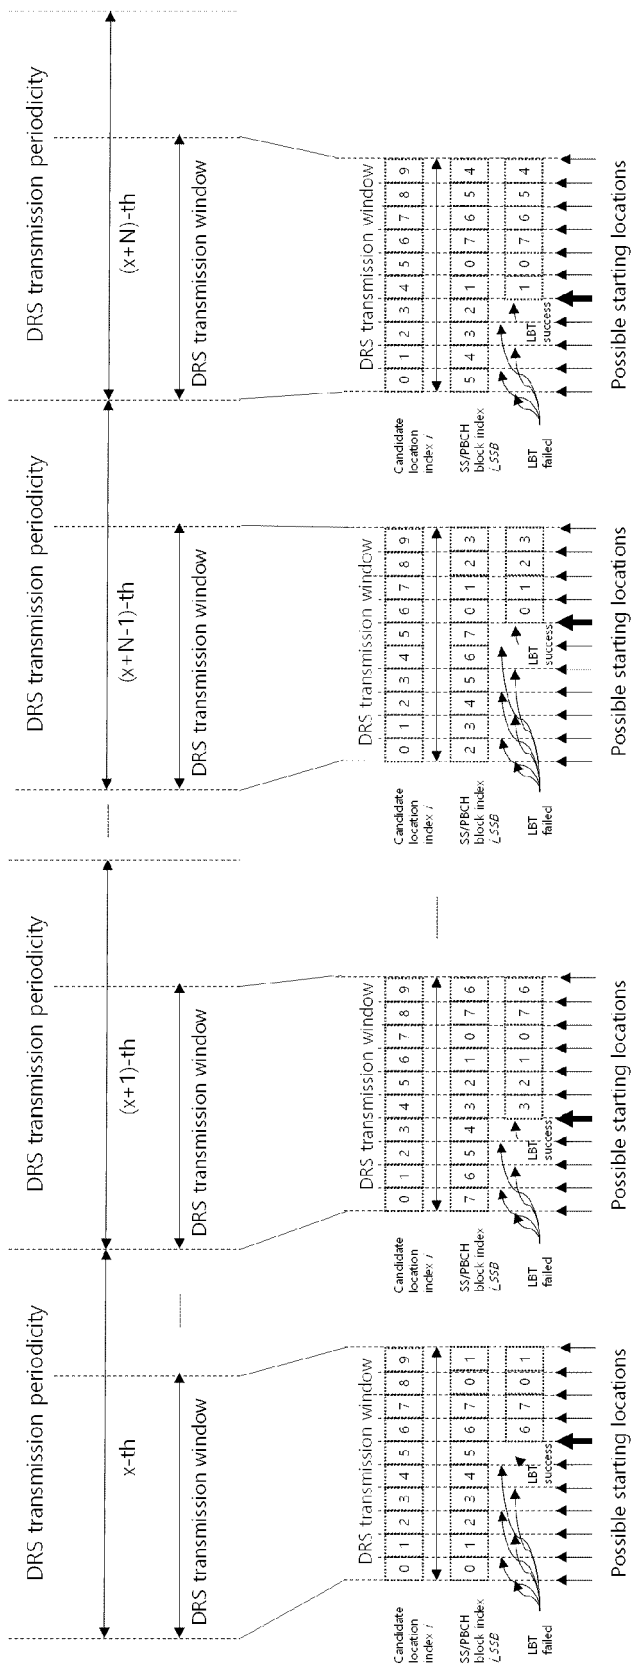 DRS transmission periodicity
x-th
DRS transmission window
DRS transmission window
Candidate
location
index i
0 1 2 3 4 5 6 7 8 9
SS/PBCH
block index
LSSB
0 1 2 3 4 5 6 7 0 1
LBT
failed
LBT
success
6 7 0 1
Possible starting locations
DRS transmission periodicity
(x+1)-th
DRS transmission window
DRS transmission window
Candidate
location
index i
0 1 2 3 4 5 6 7 8 9
SS/PBCH
block index
LSSB
7 6 5 4 3 2 1 0 7 6
LBT
failed
LBT
success
3 2 1 0 7 6
Possible starting locations
DRS transmission periodicity
(x+N-1)-th
DRS transmission window
DRS transmission window
Candidate
location
index i
0 1 2 3 4 5 6 7 8 9
SS/PBCH
block index
LSSB
2 3 4 5 6 7 0 1 2 3
LBT
failed
LBT
success
0 1 2 3
Possible starting locations
DRS transmission periodicity
(x+N)-th
DRS transmission window
DRS transmission window
Candidate
location
index i
0 1 2 3 4 5 6 7 8 9
SS/PBCH
block index
LSSB
5 4 3 2 1 0 7 6 5 4
LBT
failed
LBT
success
1 0 7 6 5 4
Possible starting locations